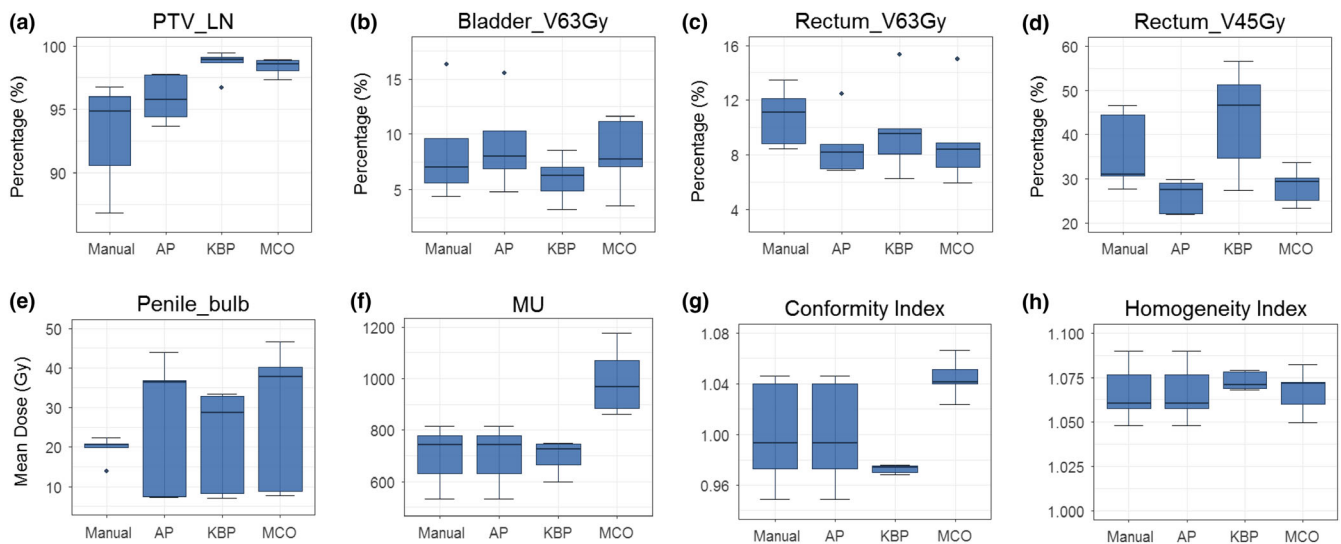 (a) PTV_LN
Percentage (%)
100
95
90
Manual AP KBP MCO
(b) Bladder_V63Gy
15
10
5
Manual AP KBP MCO
(c) Rectum_V63Gy
Percentage (%)
16
12
8
4
Manual AP KBP MCO
(d) Rectum_V45Gy
Percentage (%)
60
50
40
30
20
Manual AP KBP MCO
(e) Penile_bulb
Mean Dose (Gy)
50
40
30
20
10
Manual AP KBP MCO
(f) MU
1200
1000
800
600
Manual AP KBP MCO
(g) Conformity Index
1.08
1.04
1.00
0.96
Manual AP KBP MCO
(h) Homogeneity Index
1.100
1.075
1.050
1.025
1.000
Manual AP KBP MCO